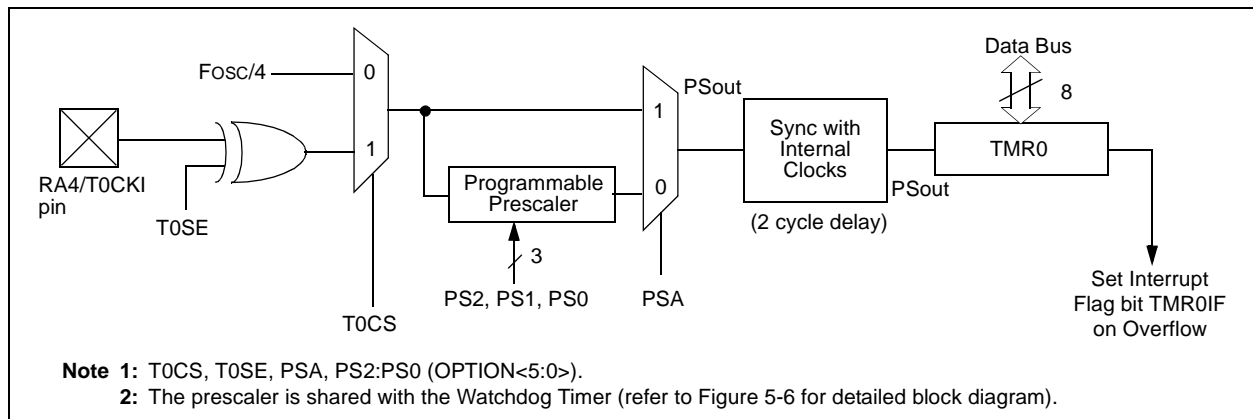 Data Bus
FOSC/4
0
PSout
8
1
Sync with
Internal
Clocks
TMR0
1
RA4/T0CKI
pin
Programmable
Prescaler
0
PSout
T0SE
(2 cycle delay)
3
PS2, PS1, PS0
PSA
T0CS
Set Interrupt
Flag bit TMR0IF
on Overflow
Note 1: T0CS, T0SE, PSA, PS2:PS0 (OPTION<5:0>).
2: The prescaler is shared with the Watchdog Timer (refer to Figure 5-6 for detailed block diagram).